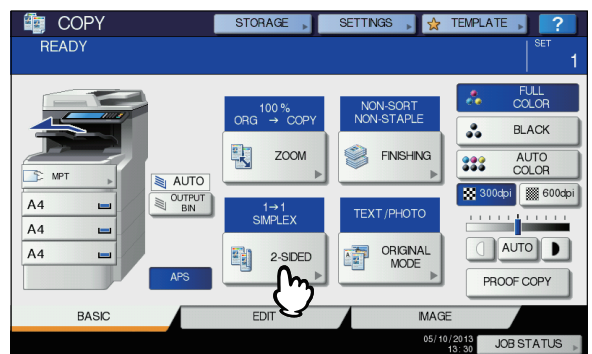 COPY
STORAGE
SETTINGS
TEMPLATE
?
READY
SET
1
100 %
ORG → COPY
ZOOM
NON-SORT
NON-STAPLE
FINISHING
FULL
COLOR
BLACK
AUTO
COLOR
300dpi
600dpi
MPT
A4
A4
A4
AUTO
OUTPUT
BIN
APS
1→1
SIMPLEX
2-SIDED
TEXT/PHOTO
ORIGINAL
MODE
AUTO
PROOF COPY
BASIC
EDIT
IMAGE
05/10/2013
13:30
JOB STATUS